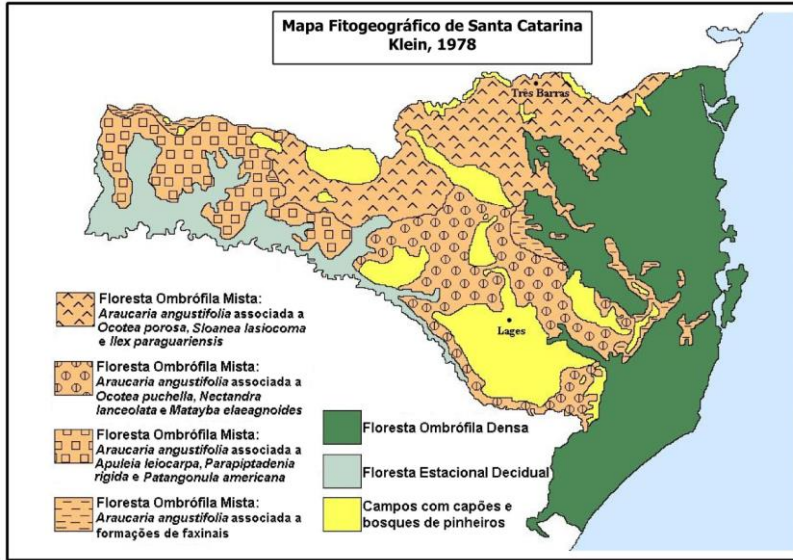 Mapa Fitogeográfico de Santa Catarina
Klein, 1978
Três Barras
Lages
Floresta Ombrófila Mista:
Araucaria angustifolia associada a
Ocotea porosa, Sloanea lasiocoma
e Ilex paraguariensis
Floresta Ombrófila Mista:
Araucaria angustifolia associada a
Ocotea puchella, Nectandra
lanceolata e Matayba elaeagnoides
Floresta Ombrófila Mista:
Araucaria angustifolia associada a
Apuleia leiocarpa, Parapiptadenia
rigida e Patangonula americana
Floresta Ombrófila Mista:
Araucaria angustifolia associada a
formações de faxinais
Floresta Ombrófila Densa
Floresta Estacional Decidual
Campos com capões e
bosques de pinheiros